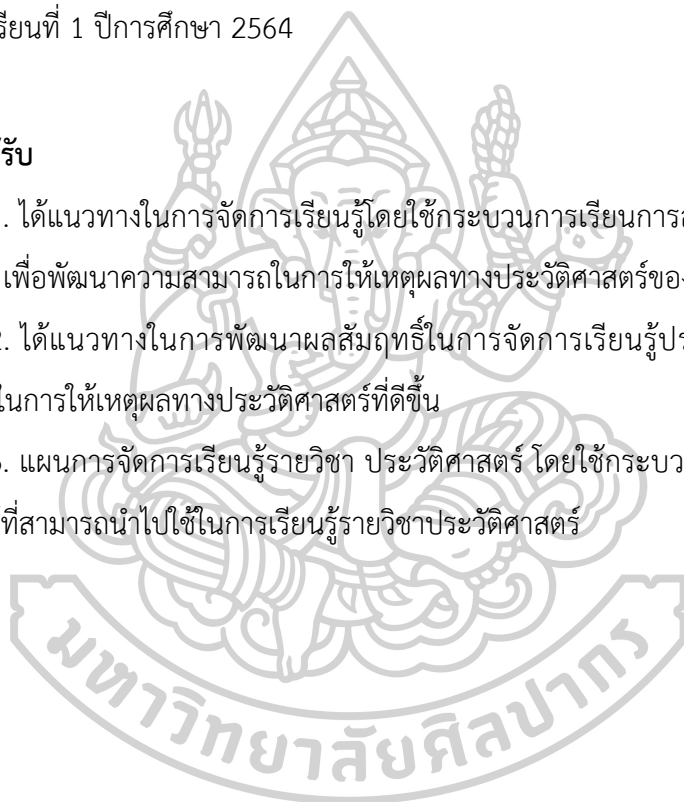 รียนที่ 1 ปีการศึกษา 2564
รับ
. ได้แนวทางในการจัดการเรียนรู้โดยใช้กระบวนการเรียนการ
เพื่อพัฒนาความสามารถในการให้เหตุผลทางประวัติศาสตร์ของ
2. ได้แนวทางในการพัฒนาผลสัมฤทธิ์ในการจัดการเรียนรู้ประ
ในการให้เหตุผลทางประวัติศาสตร์ที่ดีขึ้น
. แผนการจัดการเรียนรู้รายวิชา ประวัติศาสตร์ โดยใช้กระบว
ที่สามารถนำไปใช้ในการเรียนรู้รายวิชาประวัติศาสตร์
มหาวิทยาลัยศิลปากร